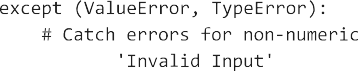 except (ValueError, TypeError):
    # Catch errors for non-numeric
            'Invalid Input'